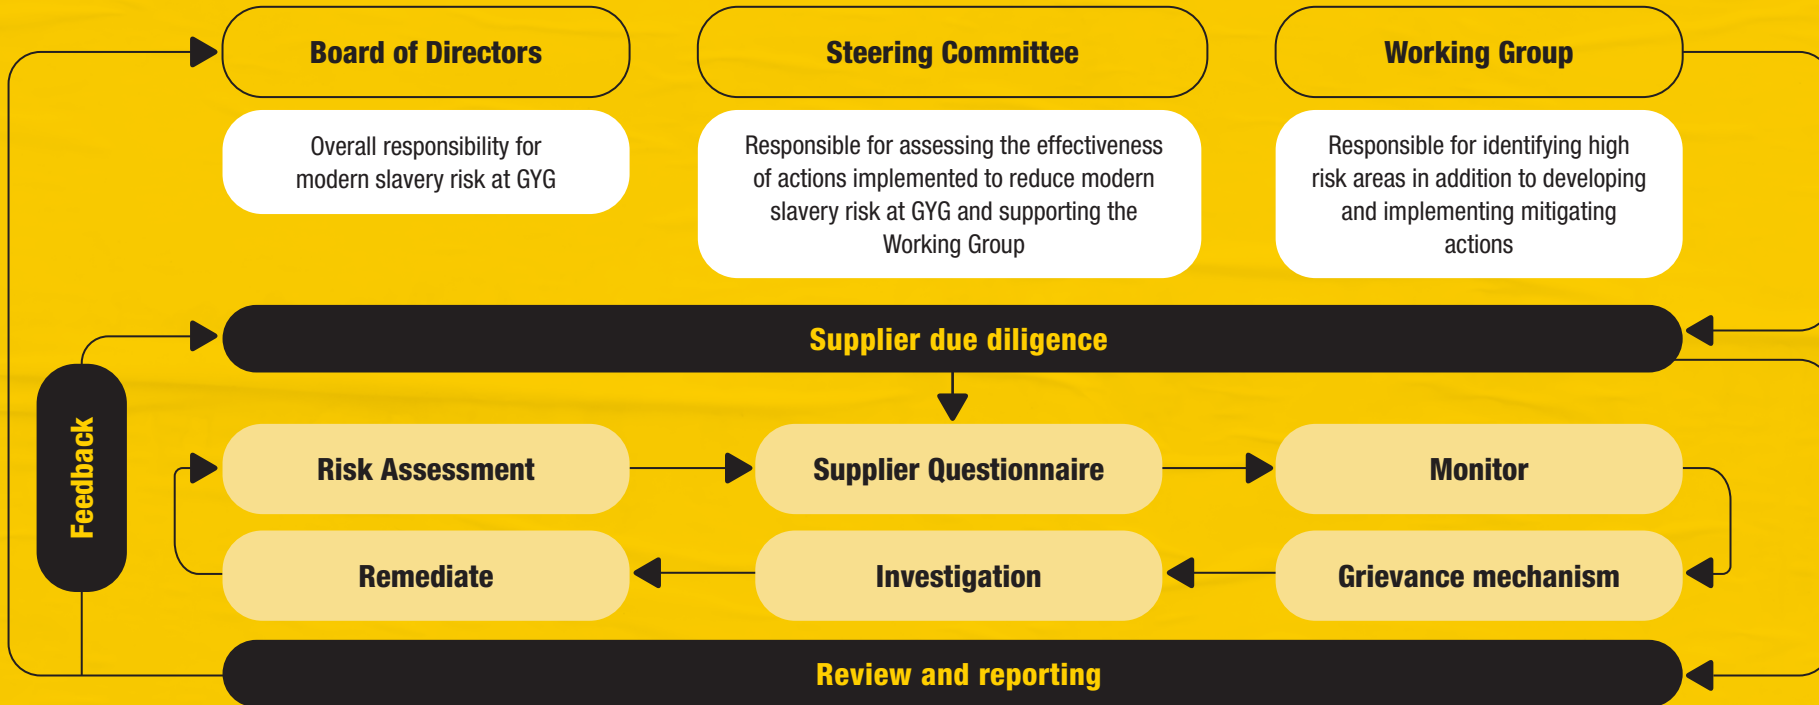 Board of Directors
Steering Committee
Working Group
Overall responsibility for
modern slavery risk at GYG
Responsible for assessing the effectiveness
of actions implemented to reduce modern
slavery risk at GYG and supporting the
Working Group
Responsible for identifying high
risk areas in addition to developing
and implementing mitigating
actions
Supplier due diligence
Feedback
Risk Assessment
Supplier Questionnaire
Monitor
Remediate
Investigation
Grievance mechanism
Review and reporting